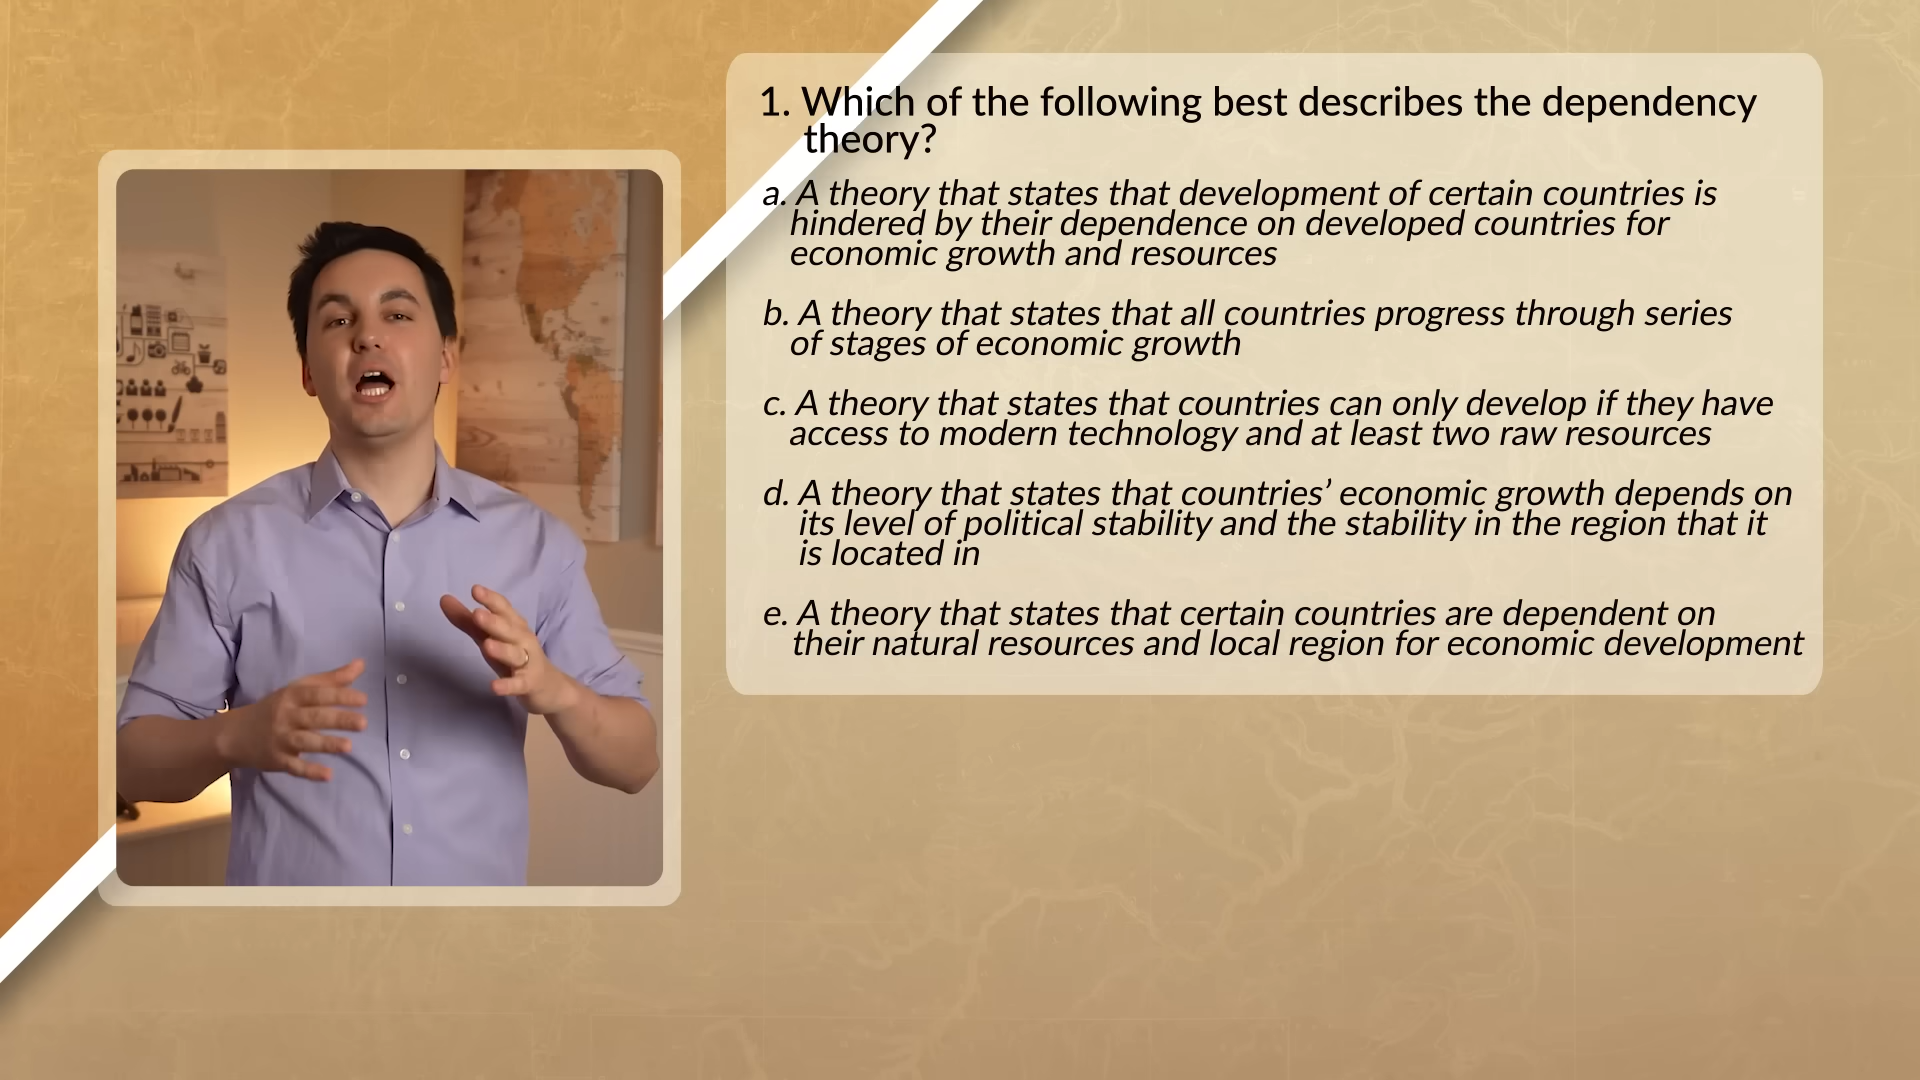 1. Which of the following best describes the dependency
theory?
a. A theory that states that development of certain countries is
hindered by their dependence on developed countries for
economic growth and resources
b. A theory that states that all countries progress through series
of stages of economic growth
c. A theory that states that countries can only develop if they have
access to modern technology and at least two raw resources
d. A theory that states that countries’ economic growth depends on
its level of political stability and the stability in the region that it
is located in
e. A theory that states that certain countries are dependent on
their natural resources and local region for economic development